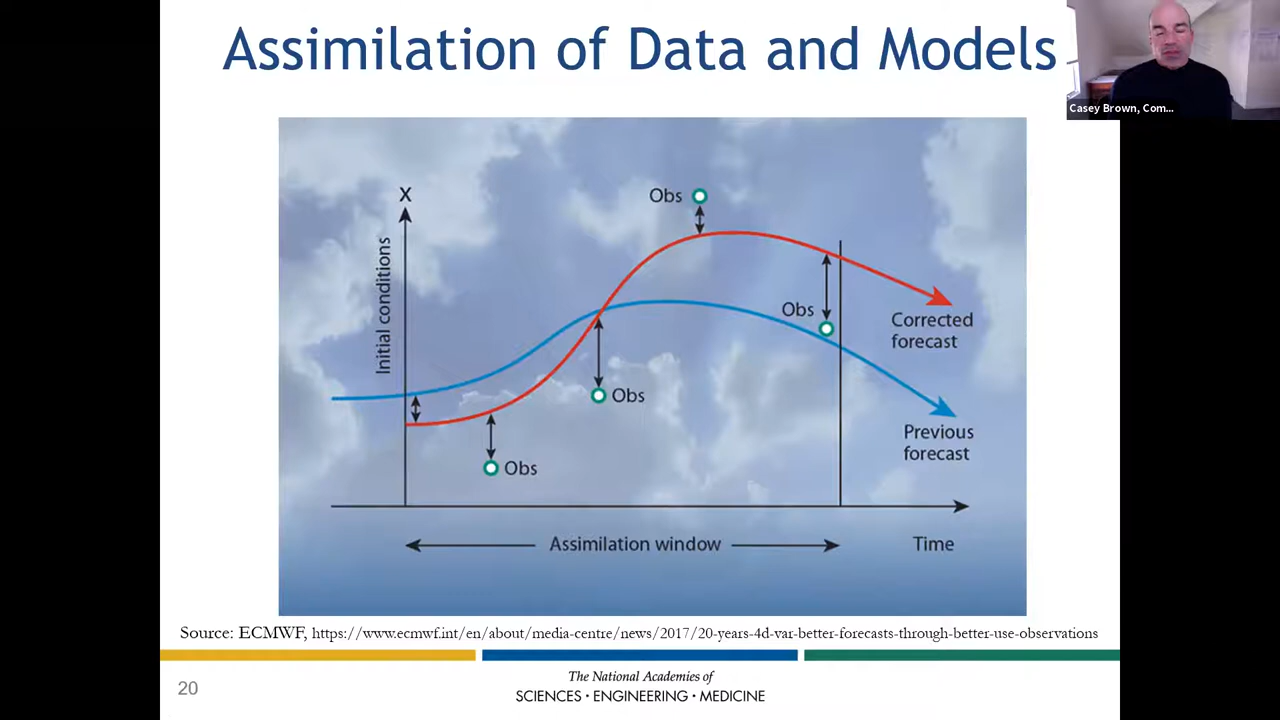 Assimilation of Data and Models
Casey Brown, Com...
X
Initial conditions
Obs
Obs
Obs
Obs
Corrected
forecast
Previous
forecast
Assimilation window
Time
Source: ECMWF, https://www.ecmwf.int/en/about/media-centre/news/2017/20-years-4d-var-better-forecasts-through-better-use-observations
20
The National Academies of
SCIENCES · ENGINEERING · MEDICINE